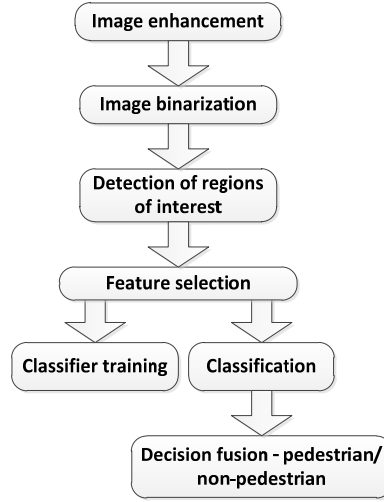 Image enhancement
Image binarization
Detection of regions
of interest
Feature selection
Classifier training
Classification
Decision fusion - pedestrian/
non-pedestrian